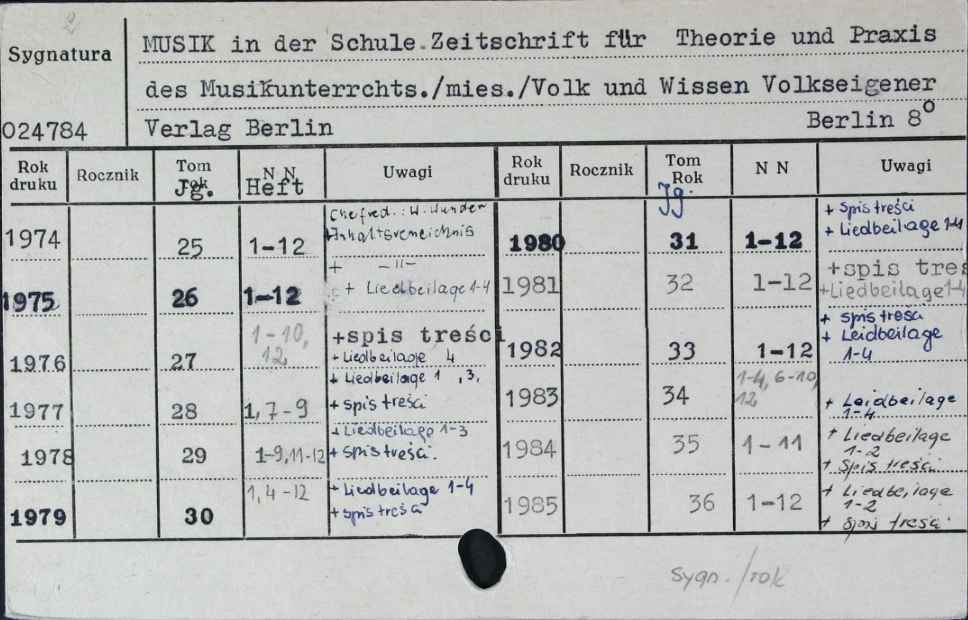 2
Sygnatura
MUSIK in der Schule.Zeitschrift für Theorie und Praxis
des Musikunterrchts./mies./Volk und Wissen Volkseigener
024784 Verlag Berlin Berlin 8°
Rok druku Rocznik Tom Rok Jg. N N Heft Uwagi Rok druku Rocznik Tom Rok Jg. N N Uwagi
1974 25 1-12 Chefred.: W. Wunder
+Inhaltsverzeichnis
1975 26 1-12 + -"-
+ Liedbeilage 1-4
1976 27 1-10, 12 +spis treści
+ Liedbeilage 4
1977 28 1, 7-9 + Liedbeilage 1 , 3,
+ spis treści
1978 29 1-9, 11-12 + Liedbeilage 1-3
+ spis treści.
1979 30 1, 4-12 + Liedbeilage 1-4
+ spis treści
1980 31 1-12 + Spis treści
+ Liedbeilage 1-4
1981 32 1-12 +spis tres
+Liedbeilage 1-4
1982 33 1-12 + spis treści
+ Leidbeilage
1-4
1983 34 1-4, 6-10, 12 + Leidbeilage
1-4
1984 35 1-11 + Liedbeilage
1-2
+ Spis treści.
1985 36 1-12 + Liedbeilage
1-2
+ Spis treści
Sygn. / rok